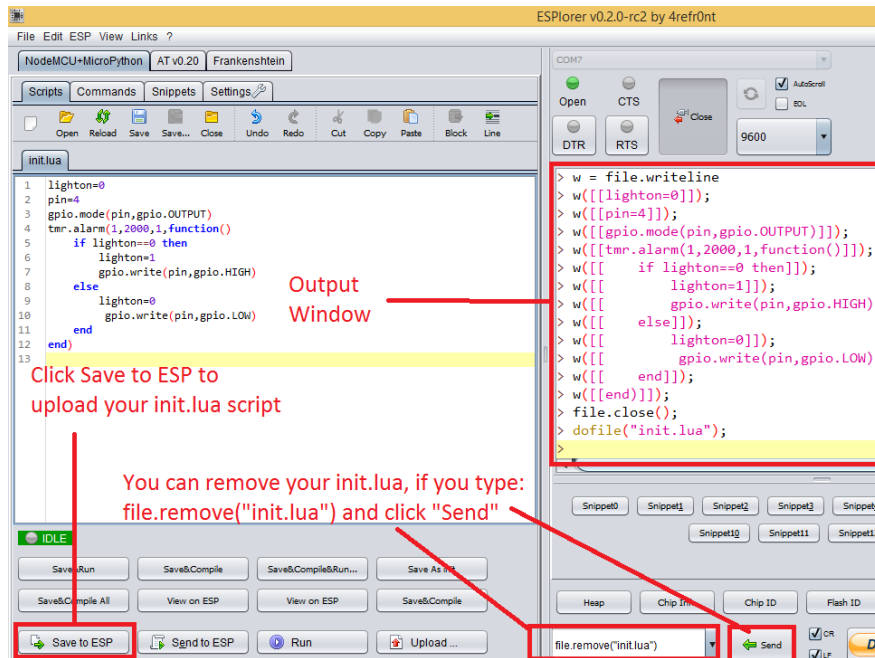 ESPlorer v0.2.0-rc2 by 4refr0nt
File Edit ESP View Links ?
NodeMCU+MicroPython AT v0.20 Frankenshtein
Scripts Commands Snippets Settings
Open Reload Save Save... Close Undo Redo Cut Copy Paste Block Line
init.lua
1 lighton=0
2 pin=4
3 gpio.mode(pin,gpio.OUTPUT)
4 tmr.alarm(1,2000,1,function()
5     if lighton==0 then
6         lighton=1
7         gpio.write(pin,gpio.HIGH)
8     else
9         lighton=0
10         gpio.write(pin,gpio.LOW)
11     end
12 end)
13
Output
Window
Click Save to ESP to
upload your init.lua script
You can remove your init.lua, if you type:
file.remove("init.lua") and click "Send"
IDLE
Save&Compile Save&Compile&Run...
View on ESP View on ESP Save&Compile
Save to ESP Send to ESP Run Upload ...
COM7
Open CTS Close AutoScroll
EOL
DTR RTS 9600
> w = file.writeline
> w([[lighton=0]]);
> w([[pin=4]]);
> w([[gpio.mode(pin,gpio.OUTPUT)]]);
> w([[tmr.alarm(1,2000,1,function()]]);
> w([[    if lighton==0 then]]);
> w([[        lighton=1]]);
> w([[        gpio.write(pin,gpio.HIGH)
> w([[    else]]);
> w([[        lighton=0]]);
> w([[         gpio.write(pin,gpio.LOW)
> w([[    end]]);
> w([[end)]]);
> file.close();
> dofile("init.lua");
>
Snippet0 Snippet1 Snippet2 Snippet3
Snippet10 Snippet11
Heap Chip ID Flash ID
file.remove("init.lua") Send CR
LF